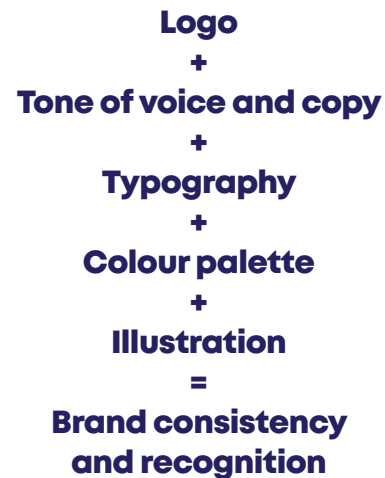 Logo
+
Tone of voice and copy
+
Typography
+
Colour palette
+
Illustration
=
Brand consistency
and recognition